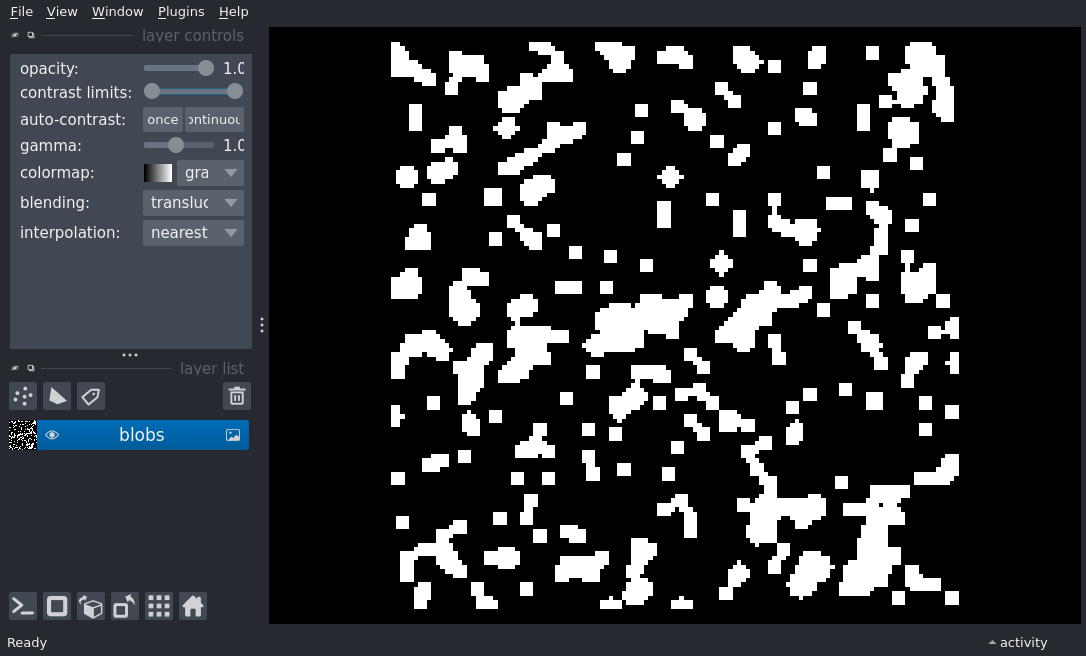 File View Window Plugins Help
layer controls
opacity: 1.0
contrast limits:
auto-contrast: once ontinuou
gamma: 1.0
colormap: gra
blending: transluc
interpolation: nearest
layer list
blobs
Ready
activity